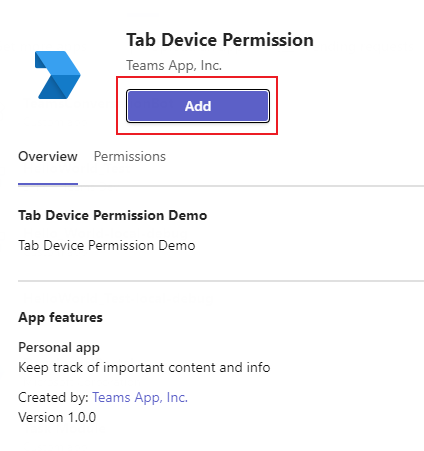 Tab Device Permission
Teams App, Inc.
Add
Overview Permissions
Tab Device Permission Demo
Tab Device Permission Demo
App features
Personal app
Keep track of important content and info
Created by: Teams App, Inc.
Version 1.0.0